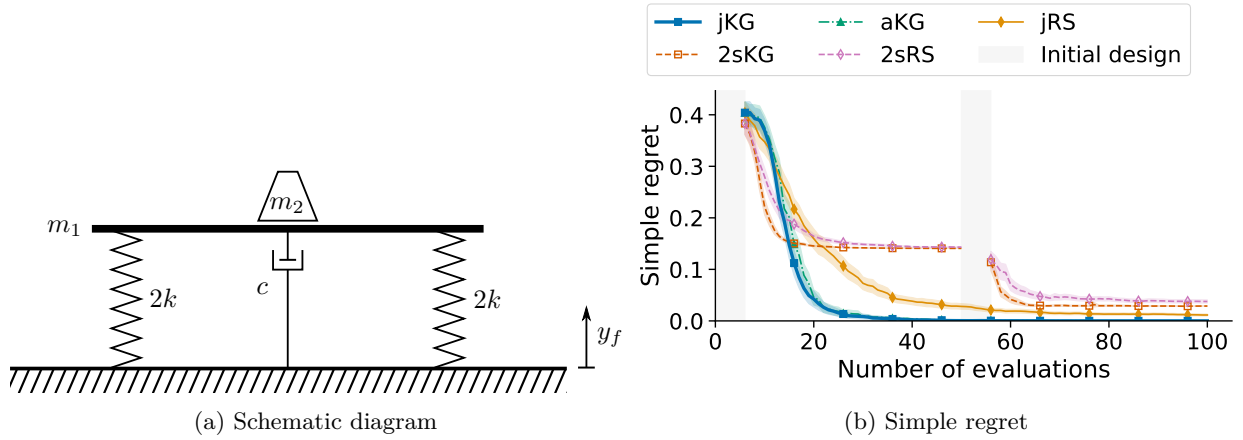 jKG aKG jRS
2sKG 2sRS Initial design
m₂
m₁
2k c 2k
y_f
(a) Schematic diagram
Simple regret
0.4
0.3
0.2
0.1
0.0
0 20 40 60 80 100
Number of evaluations
(b) Simple regret